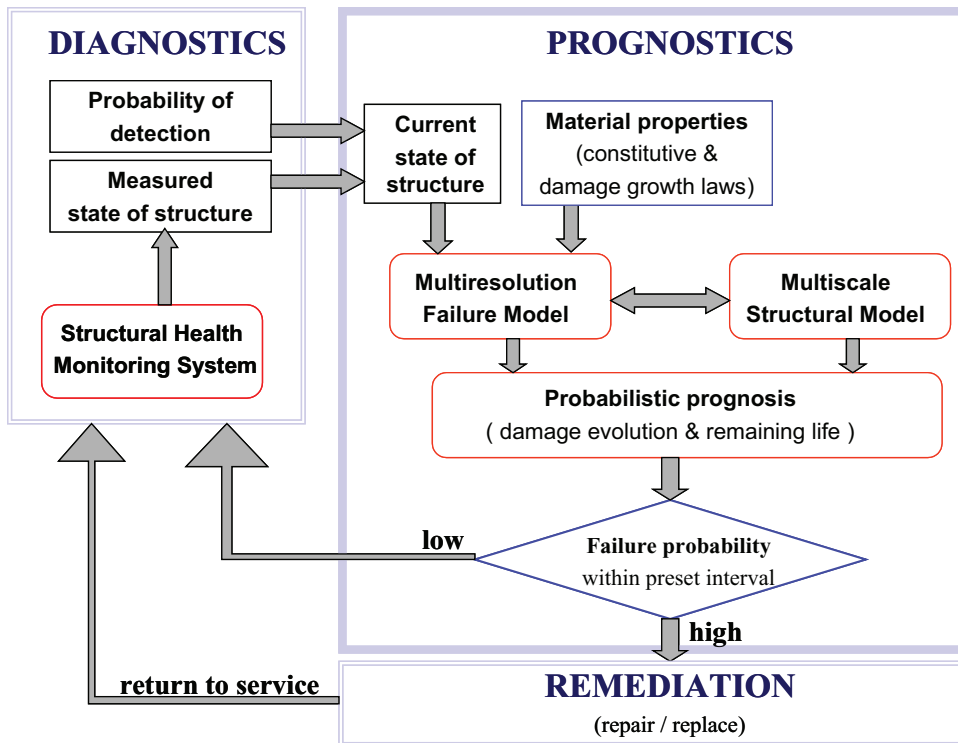 DIAGNOSTICS
Probability of
detection
Measured
state of structure
Structural Health
Monitoring System
PROGNOSTICS
Current
state of
structure
Material properties
(constitutive &
damage growth laws)
Multiresolution
Failure Model
Multiscale
Structural Model
Probabilistic prognosis
( damage evolution & remaining life )
low
Failure probability
within preset interval
high
return to service
REMEDIATION
(repair / replace)